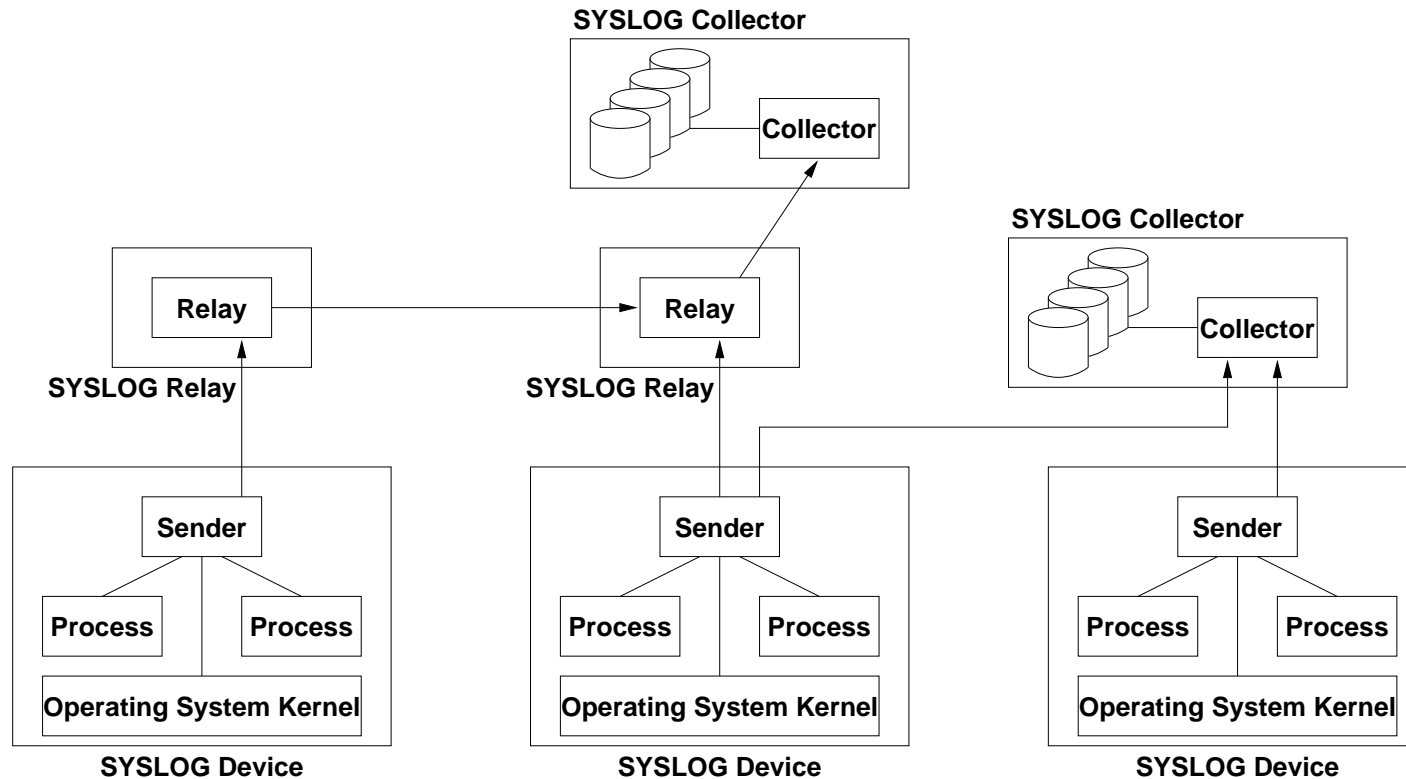 SYSLOG Collector
Collector
SYSLOG Collector
Relay
Relay
Collector
SYSLOG Relay
SYSLOG Relay
Sender
Sender
Sender
Process
Process
Process
Process
Process
Process
Operating System Kernel
Operating System Kernel
Operating System Kernel
SYSLOG Device
SYSLOG Device
SYSLOG Device